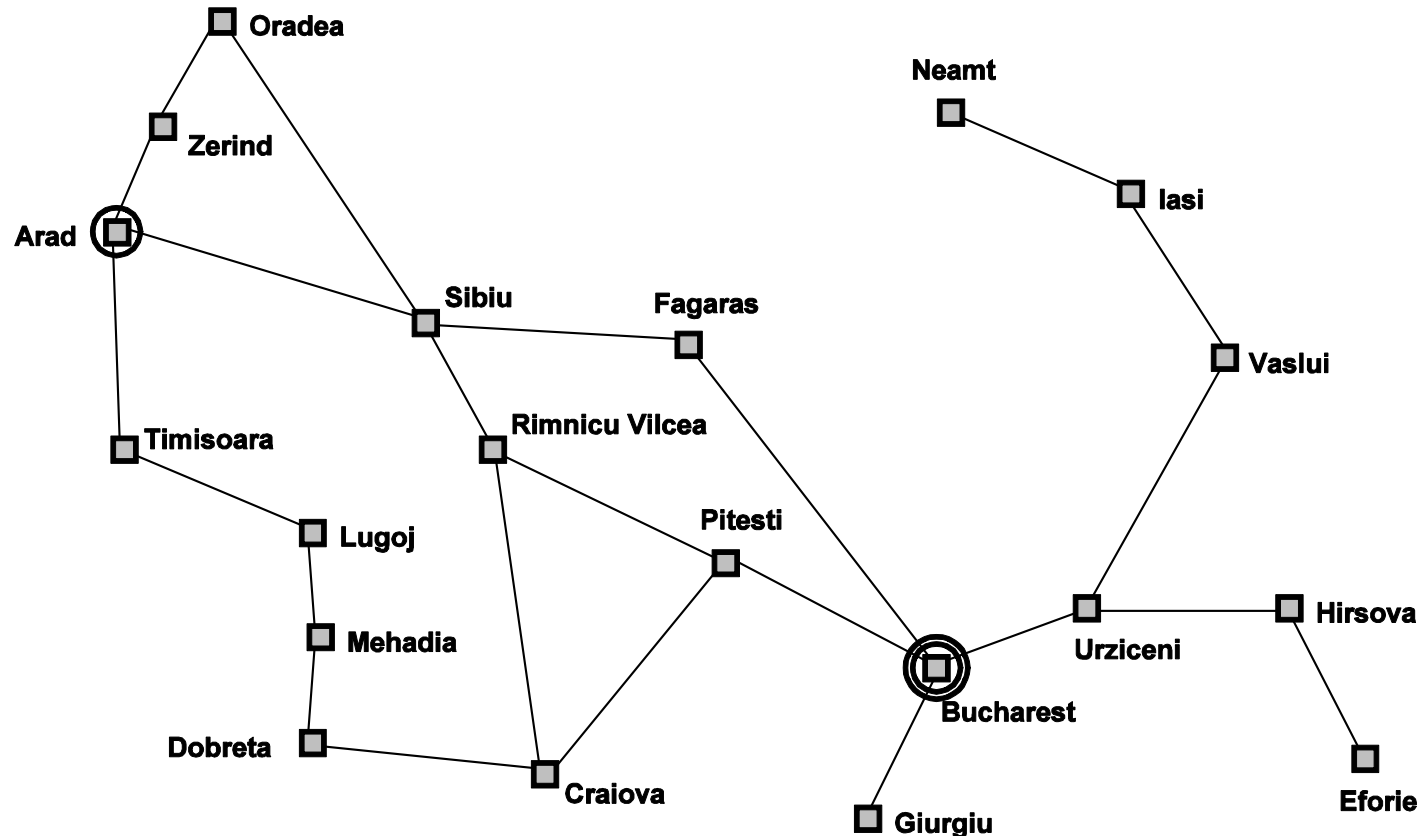 Oradea
Neamt
Zerind
Iasi
Arad
Sibiu
Fagaras
Vaslui
Rimnicu Vilcea
Timisoara
Pitesti
Lugoj
Hirsova
Mehadia
Urziceni
Bucharest
Dobreta
Craiova
Eforie
Giurgiu